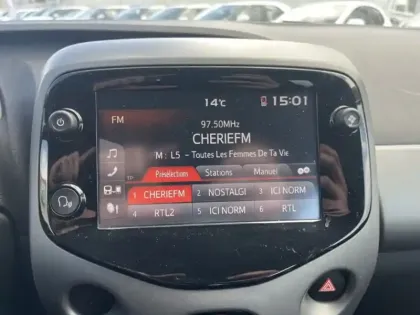 14°C 15:01
FM
97.50MHz
CHERIEFM
M : L5 - Toutes Les Femmes De Ta Vie
Présélections Stations Manuel
1 CHERIEFM 2 NOSTALGI 3 ICI NORM
4 RTL2 5 ICI NORM 6 RTL